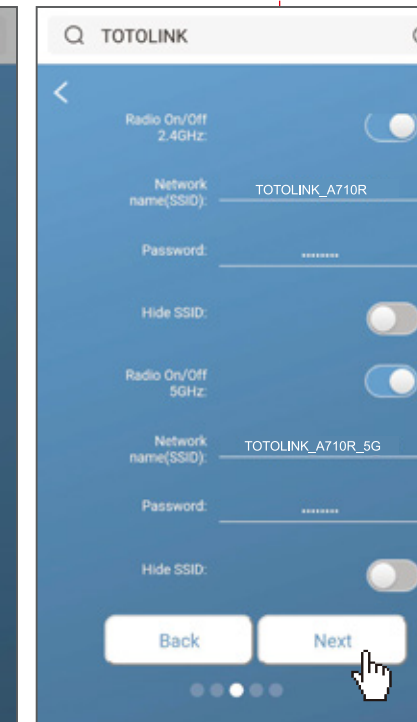 TOTOLINK
Radio On/Off
2.4GHz:
Network
name(SSID):
TOTOLINK_A710R
Password:
········
Hide SSID:
Radio On/Off
5GHz:
Network
name(SSID):
TOTOLINK_A710R_5G
Password:
········
Hide SSID:
Back
Next